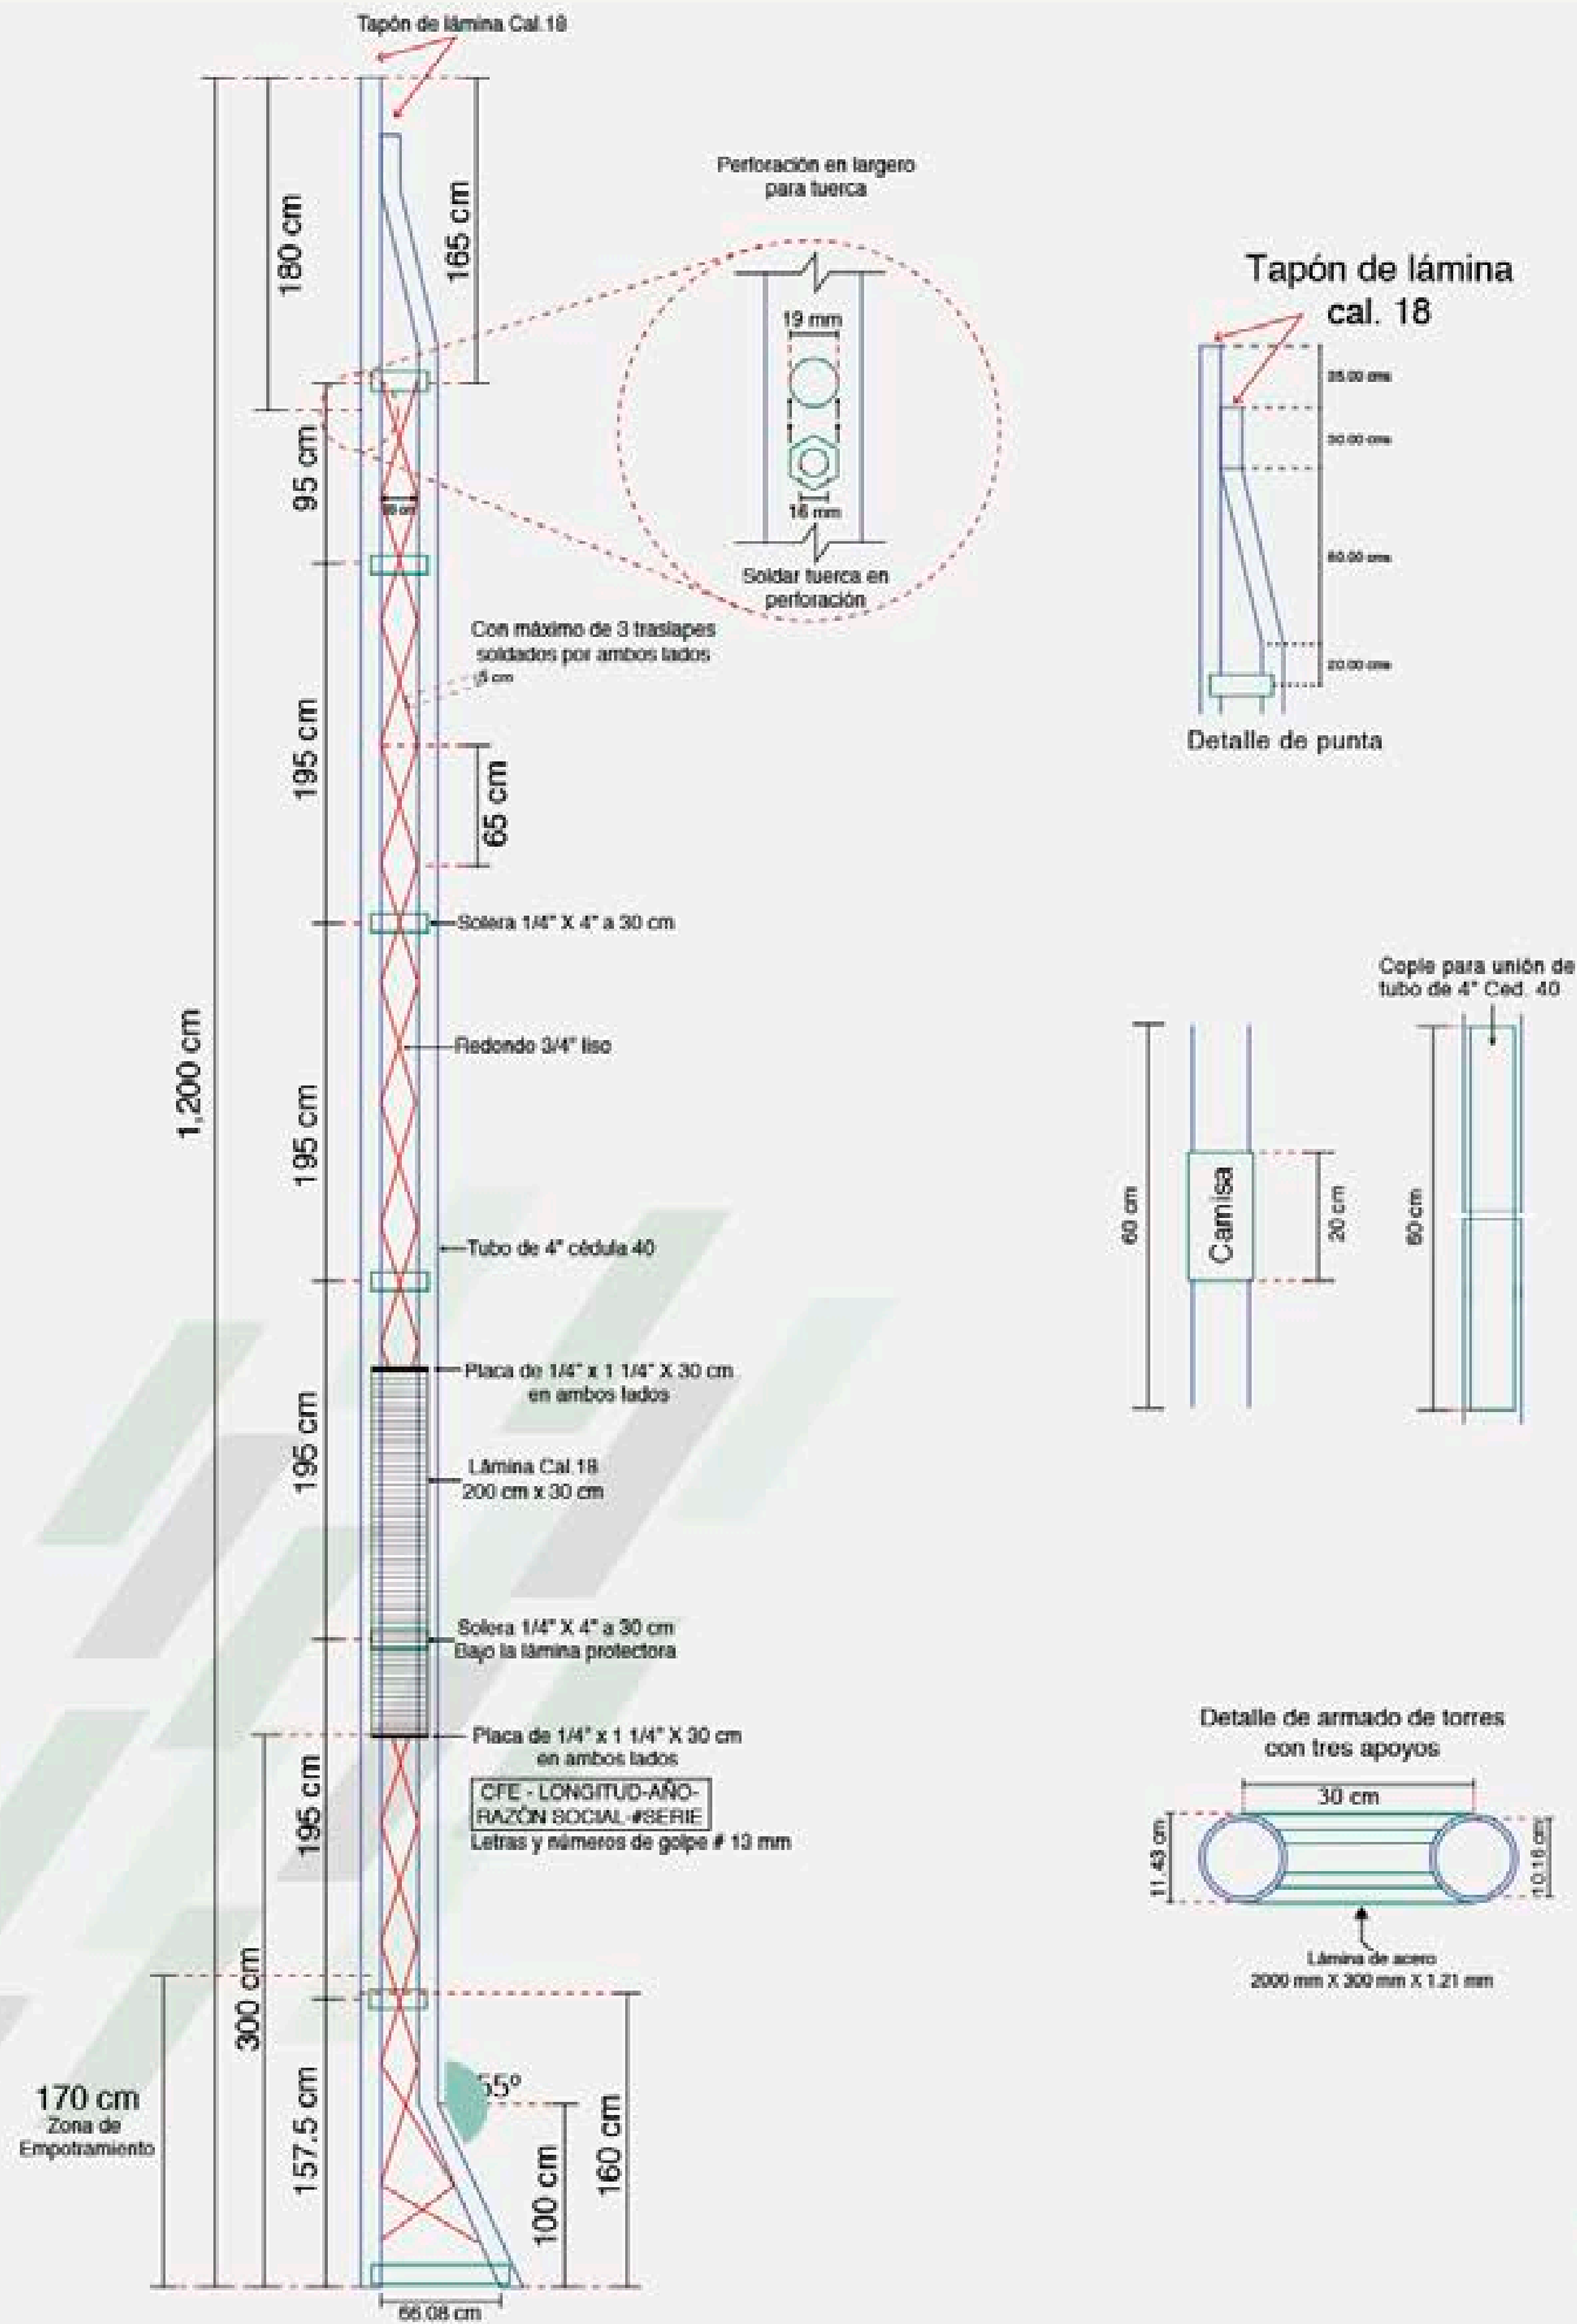 Tapón de lámina Cal.18
180 cm
165 cm
Perforación en largero
para tuerca
19 mm
16 mm
Soldar tuerca en
perforación
Tapón de lámina
cal. 18
30.00 cms
20.00 cms
Detalle de punta
95 cm
Con máximo de 3 traslapes
soldados por ambos lados
5 cm
195 cm
65 cm
Solera 1/4" X 4" a 30 cm
1,200 cm
Redondo 3/4" liso
195 cm
Tubo de 4" cédula 40
Cople para unión de
tubo de 4" Ced. 40
60 cm
Camisa
20 cm
60 cm
Placa de 1/4" x 1 1/4" X 30 cm
en ambos lados
195 cm
Lámina Cal.18
200 cm x 30 cm
Solera 1/4" X 4" a 30 cm
Bajo la lámina protectora
Placa de 1/4" x 1 1/4" X 30 cm
en ambos lados
CFE - LONGITUD-AÑO-
RAZÓN SOCIAL-#SERIE
Letras y números de golpe # 13 mm
195 cm
Detalle de armado de torres
con tres apoyos
30 cm
11.43 cm
10.16 cm
Lámina de acero
2000 mm X 300 mm X 1.21 mm
300 cm
170 cm
Zona de
Empotramiento
157.5 cm
55°
100 cm
160 cm
66.08 cm